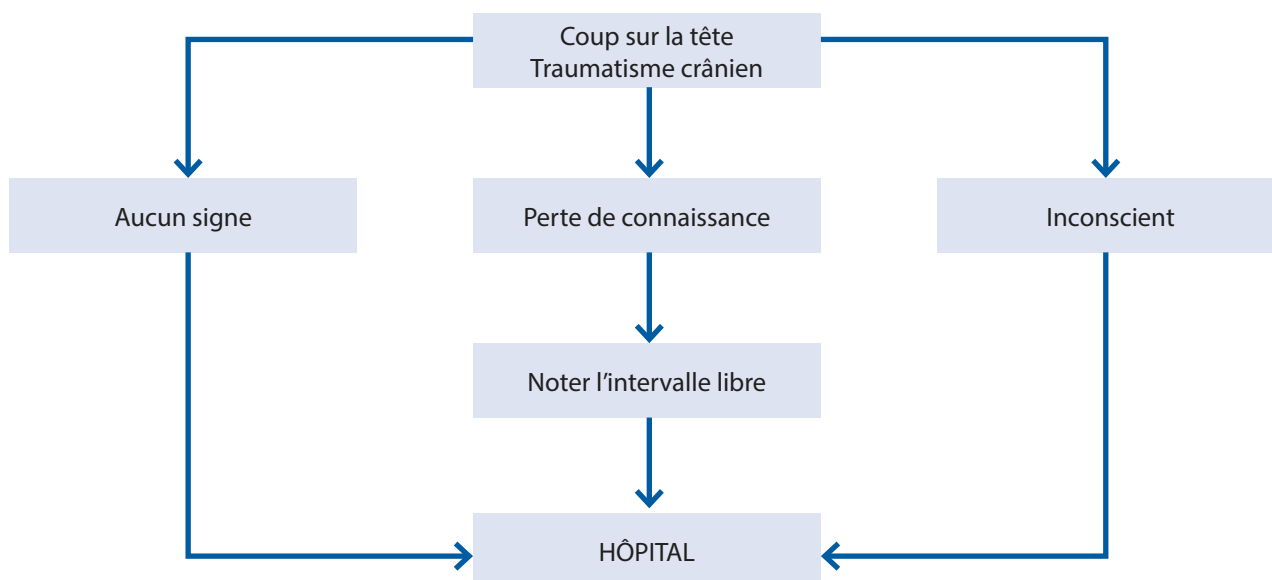 Coup sur la tête
Traumatisme crânien
Aucun signe
Perte de connaissance
Inconscient
Noter l’intervalle libre
HÔPITAL